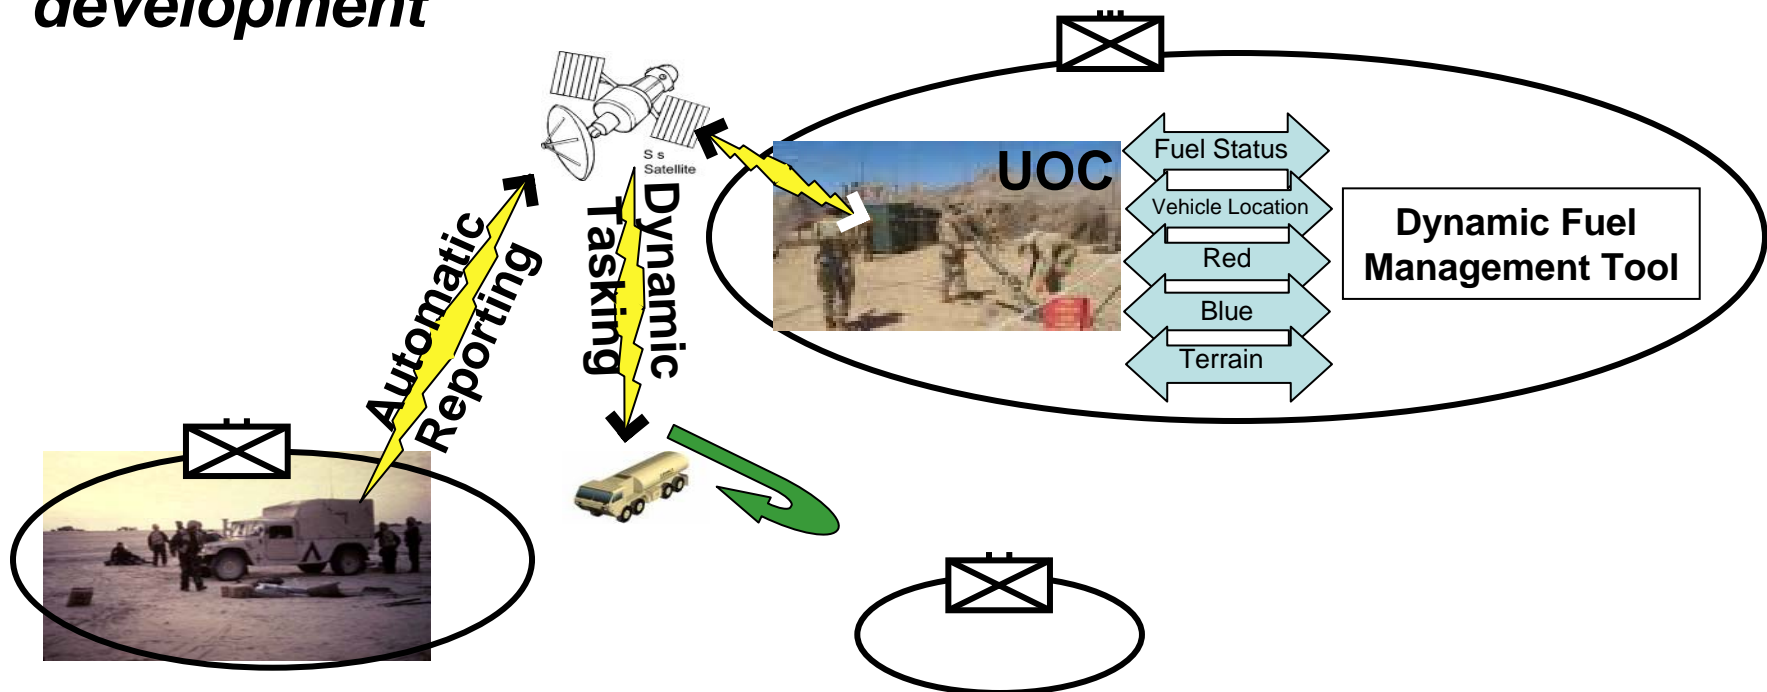 development
S s
Satellite
UOC
Fuel Status
Vehicle Location
Red
Blue
Terrain
Dynamic Fuel
Management Tool
Automatic
Reporting
Dynamic
Tasking